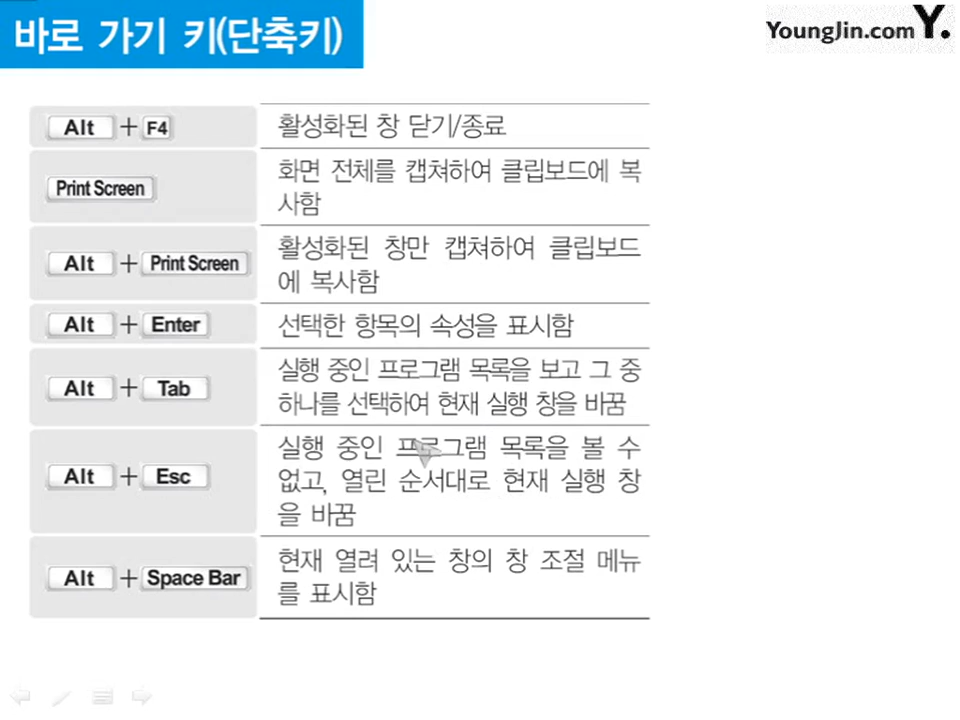 바로 가기 키(단축키)
YoungJin.com Y.
Alt + F4
활성화된 창 닫기/종료
Print Screen
화면 전체를 캡쳐하여 클립보드에 복
사함
Alt + Print Screen
활성화된 창만 캡쳐하여 클립보드
에 복사함
Alt + Enter
선택한 항목의 속성을 표시함
Alt + Tab
실행 중인 프로그램 목록을 보고 그 중
하나를 선택하여 현재 실행 창을 바꿈
Alt + Esc
실행 중인 프로그램 목록을 볼 수
없고, 열린 순서대로 현재 실행 창
을 바꿈
Alt + Space Bar
현재 열려 있는 창의 창 조절 메뉴
를 표시함